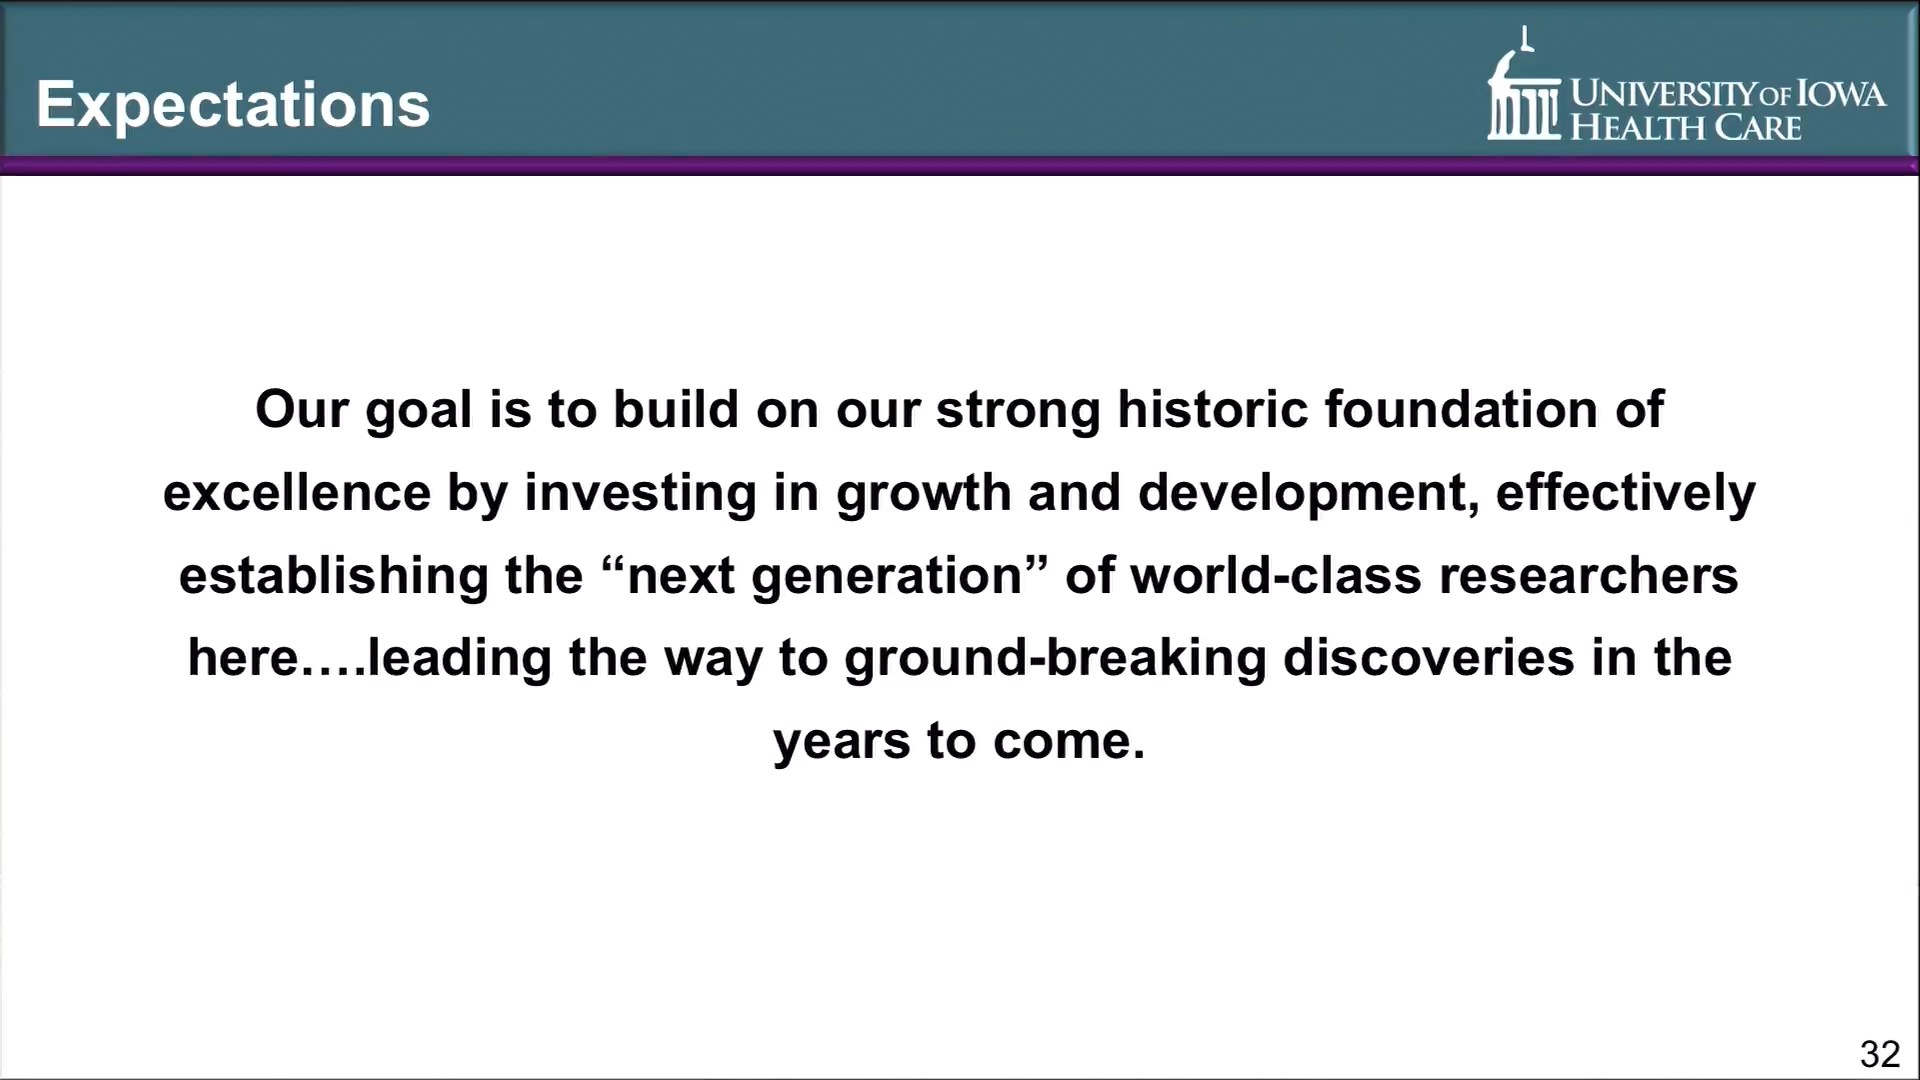 Expectations
UNIVERSITY OF IOWA
HEALTH CARE
Our goal is to build on our strong historic foundation of
excellence by investing in growth and development, effectively
establishing the “next generation” of world-class researchers
here….leading the way to ground-breaking discoveries in the
years to come.
32